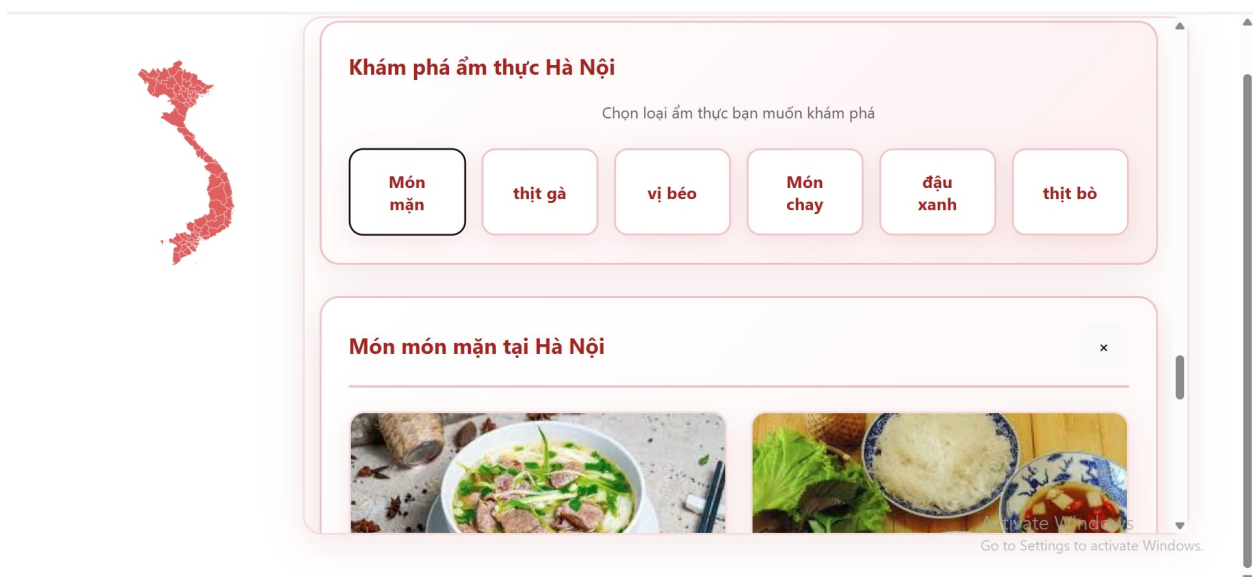 Khám phá ẩm thực Hà Nội
Chọn loại ẩm thực bạn muốn khám phá
Món
mặn
thịt gà
vị béo
Món
chay
đậu
xanh
thịt bò
Món món mặn tại Hà Nội
×
Activate Windows
Go to Settings to activate Windows.